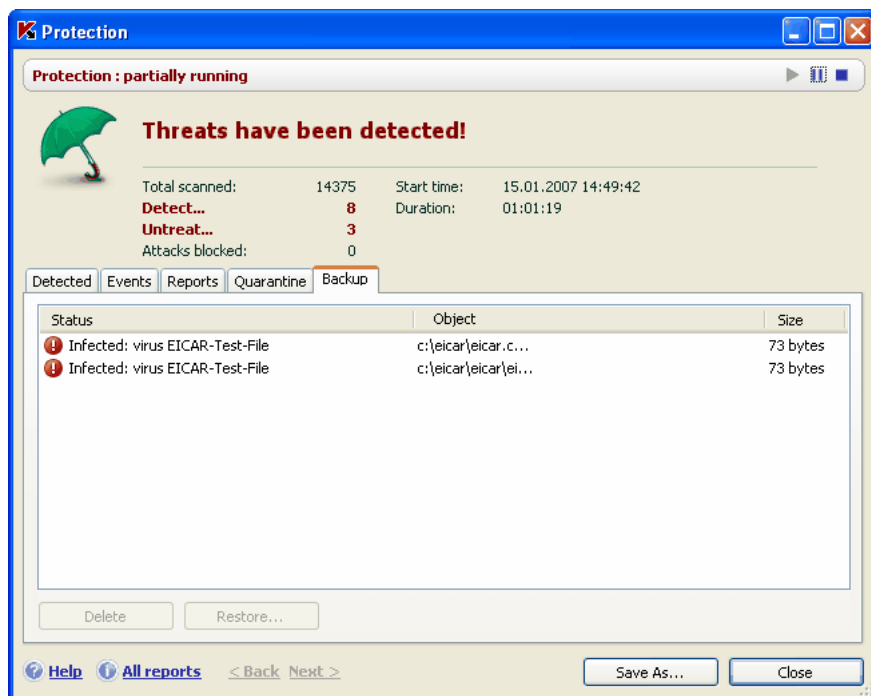 Protection
Protection : partially running
Threats have been detected!
Total scanned: 14375 Start time: 15.01.2007 14:49:42
Detect... 8 Duration: 01:01:19
Untreat... 3
Attacks blocked: 0
Detected Events Reports Quarantine Backup
Status Object Size
Infected: virus EICAR-Test-File c:\eicar\eicar.c... 73 bytes
Infected: virus EICAR-Test-File c:\eicar\eicar\ei... 73 bytes
Delete Restore...
Help All reports < Back Next > Save As... Close